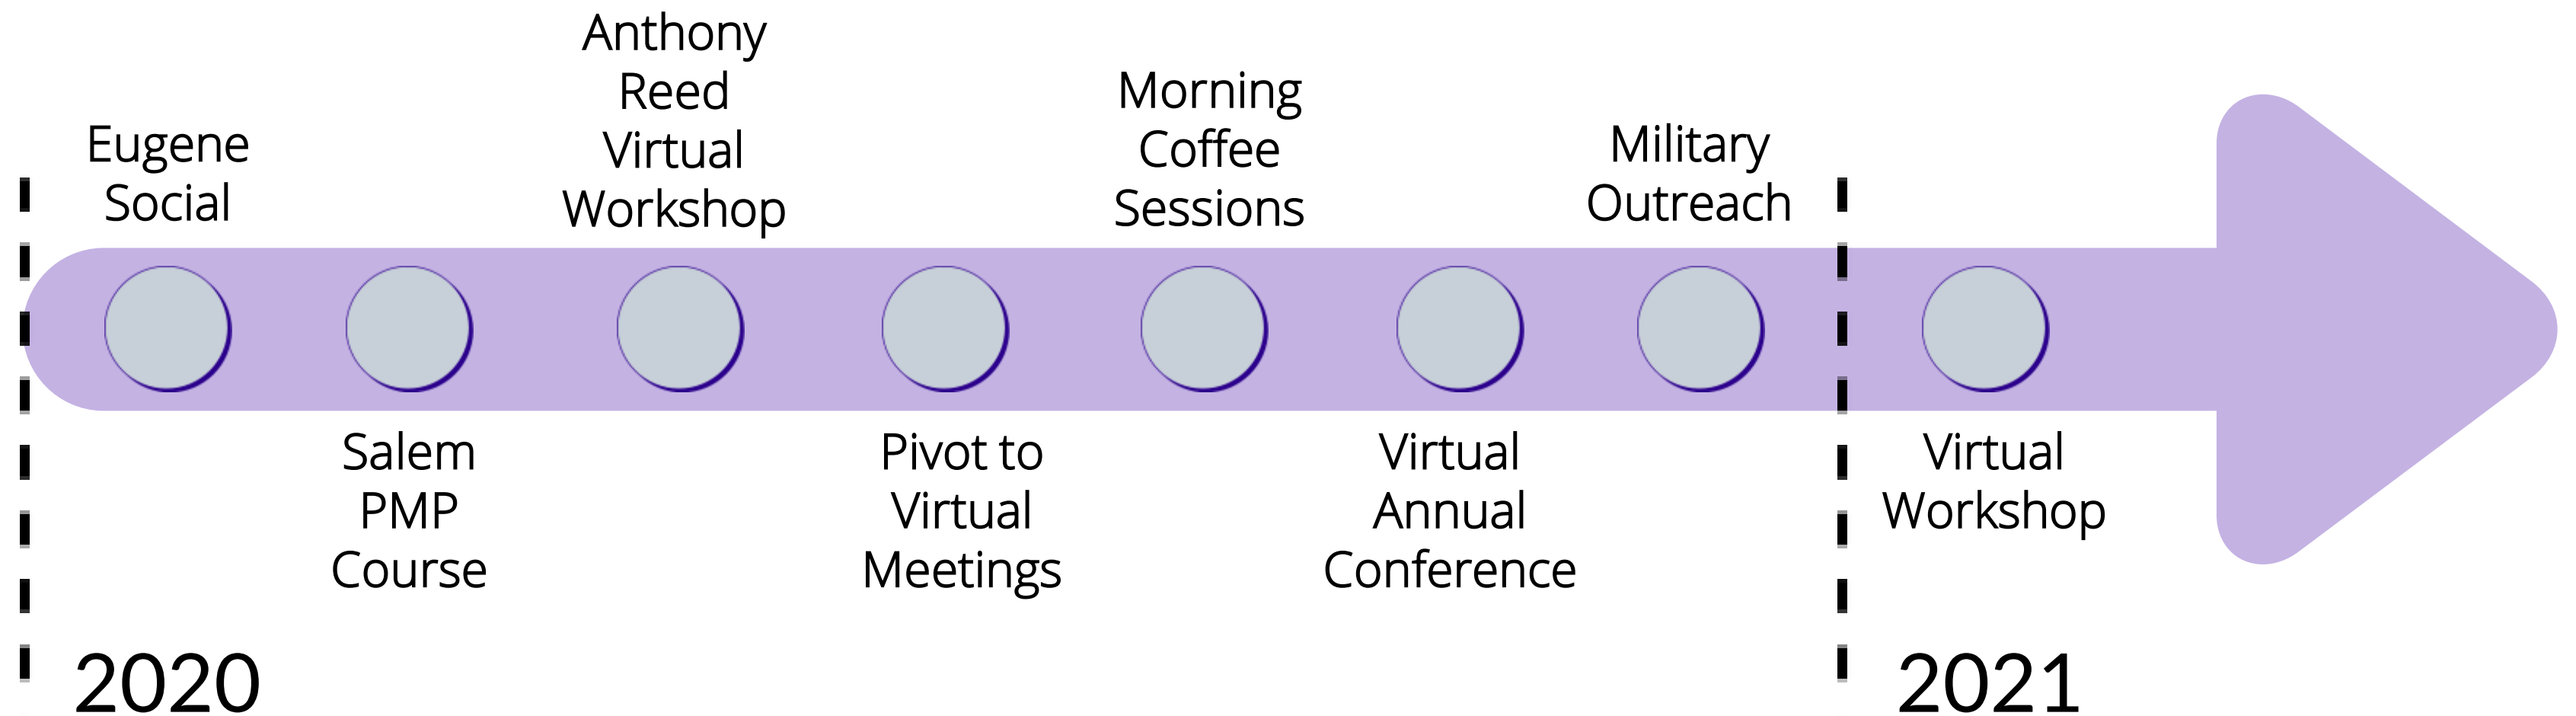 Eugene
Social
Salem
PMP
Course
Anthony
Reed
Virtual
Workshop
Pivot to
Virtual
Meetings
Morning
Coffee
Sessions
Virtual
Annual
Conference
Military
Outreach
Virtual
Workshop
2020
2021